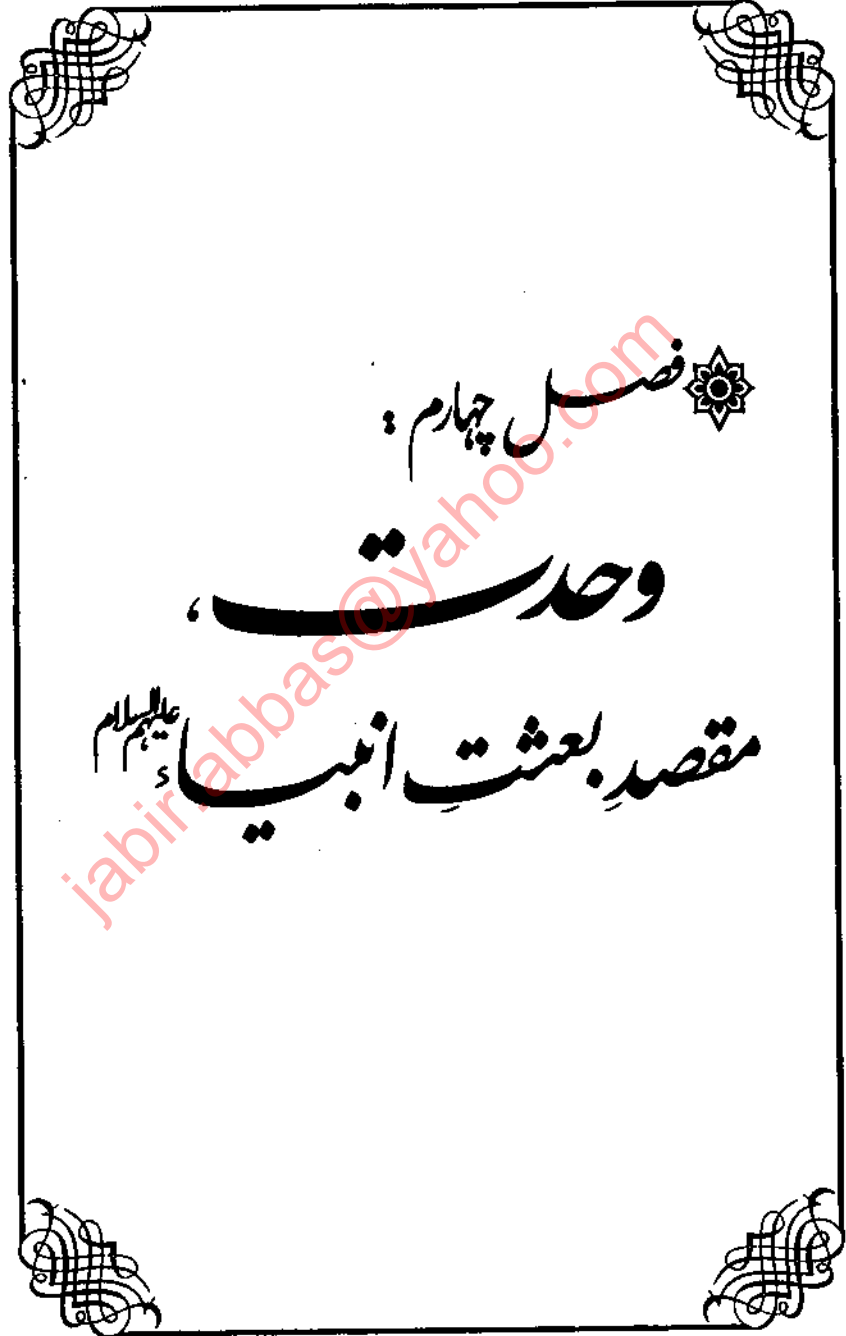 فصل چہارم :
وحدت ،
مقصدِ بعثتِ انبیاء علیہم السلام
jabir.abbas@yahoo.com